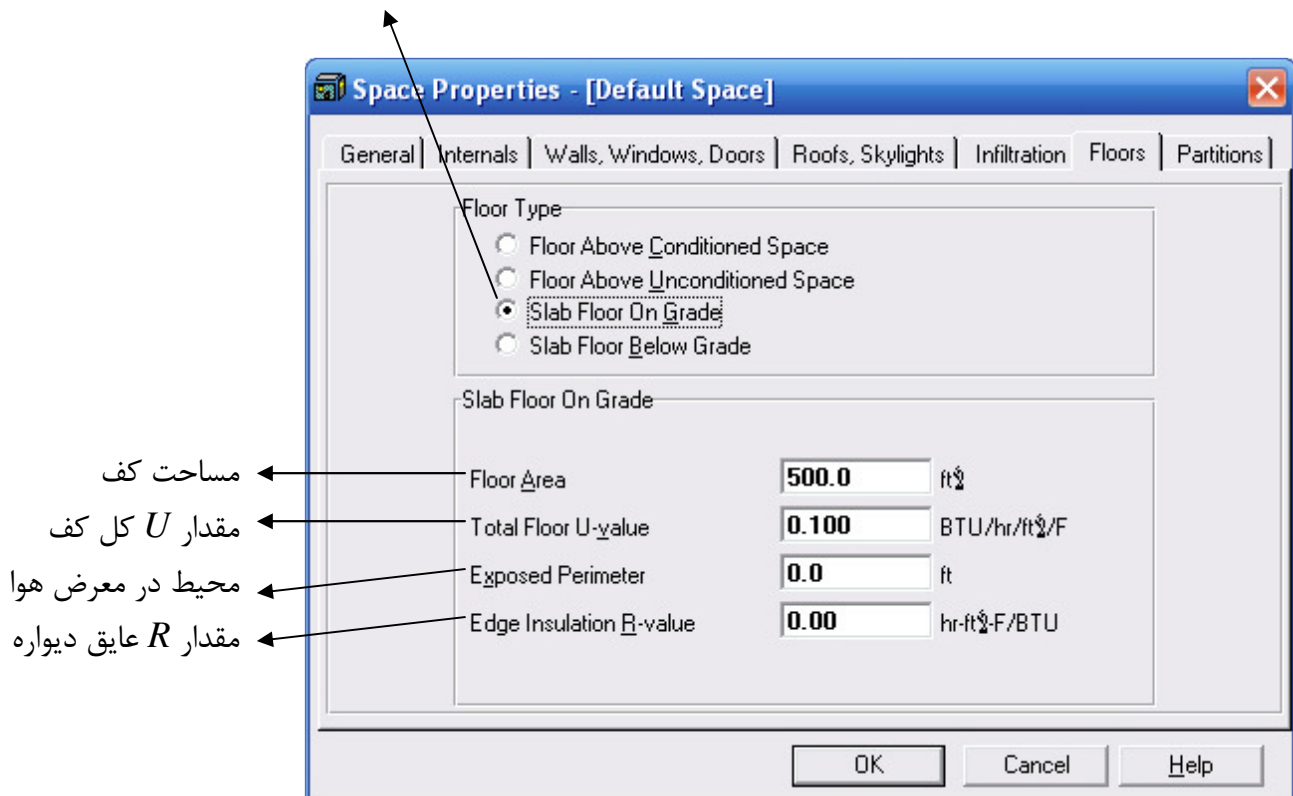 Space Properties - [Default Space]
General Internals Walls, Windows, Doors Roofs, Skylights Infiltration Floors Partitions
Floor Type
Floor Above Conditioned Space
Floor Above Unconditioned Space
Slab Floor On Grade
Slab Floor Below Grade
Slab Floor On Grade
مساحت کف
Floor Area 500.0 ft²
مقدار U کل کف
Total Floor U-value 0.100 BTU/hr/ft²/F
محیط در معرض هوا
Exposed Perimeter 0.0 ft
مقدار R عایق دیواره
Edge Insulation R-value 0.00 hr-ft²-F/BTU
OK Cancel Help